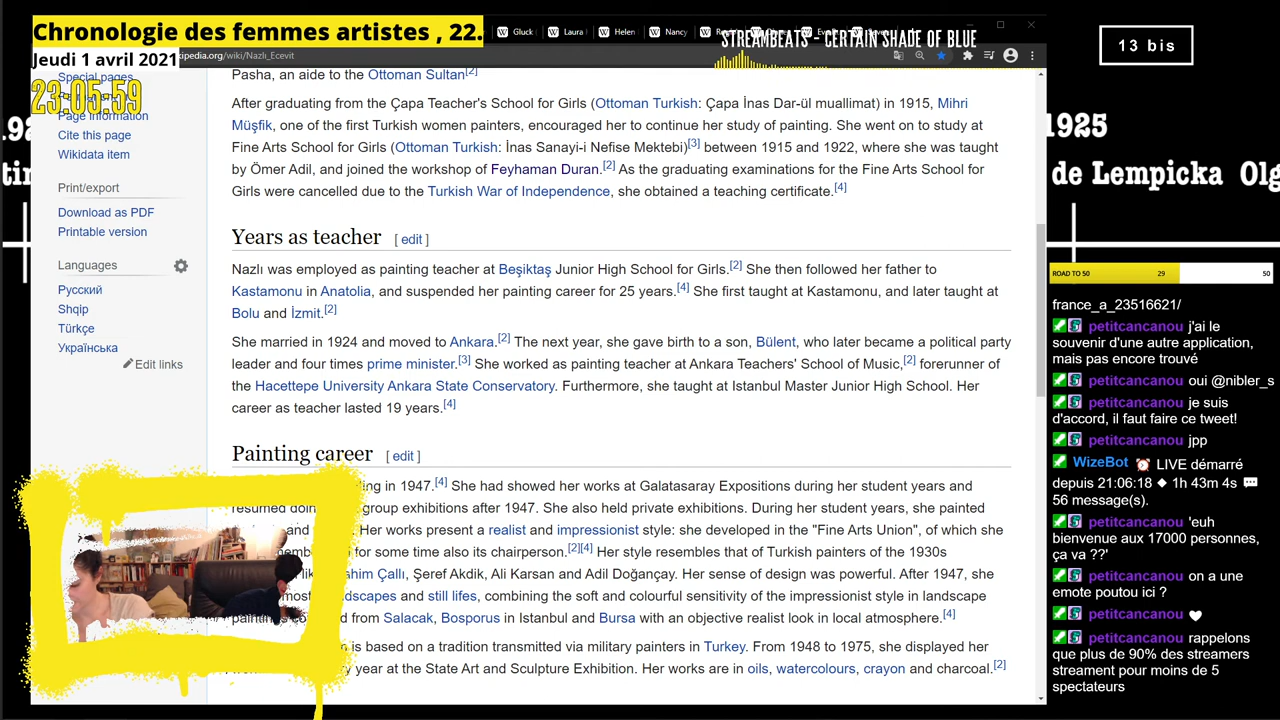 Chronologie des femmes artistes , 22.
Jeudi 1 avril 2021
23:05:59
Gluck
Laura
Helen
Nancy
STREAMBEATS - CERTAIN SHADE OF BLUE
ipedia.org/wiki/Nazlı_Ecevit
13 bis
Special pages
Page information
Cite this page
Wikidata item
Print/export
Download as PDF
Printable version
Languages
Русский
Shqip
Türkçe
Українська
Edit links
Pasha, an aide to the Ottoman Sultan[2]
After graduating from the Çapa Teacher's School for Girls (Ottoman Turkish: Çapa İnas Dar-ül muallimat) in 1915, Mihri
Müşfik, one of the first Turkish women painters, encouraged her to continue her study of painting. She went on to study at
Fine Arts School for Girls (Ottoman Turkish: İnas Sanayi-i Nefise Mektebi)[3] between 1915 and 1922, where she was taught
by Ömer Adil, and joined the workshop of Feyhaman Duran.[2] As the graduating examinations for the Fine Arts School for
Girls were cancelled due to the Turkish War of Independence, she obtained a teaching certificate.[4]
Years as teacher [ edit ]
Nazlı was employed as painting teacher at Beşiktaş Junior High School for Girls.[2] She then followed her father to
Kastamonu in Anatolia, and suspended her painting career for 25 years.[4] She first taught at Kastamonu, and later taught at
Bolu and İzmit.[2]
She married in 1924 and moved to Ankara.[2] The next year, she gave birth to a son, Bülent, who later became a political party
leader and four times prime minister.[3] She worked as painting teacher at Ankara Teachers' School of Music,[2] forerunner of
the Hacettepe University Ankara State Conservatory. Furthermore, she taught at Istanbul Master Junior High School. Her
career as teacher lasted 19 years.[4]
Painting career [ edit ]
ing in 1947.[4] She had showed her works at Galatasaray Expositions during her student years and
resumed doing group exhibitions after 1947. She also held private exhibitions. During her student years, she painted
and Her works present a realist and impressionist style: she developed in the "Fine Arts Union", of which she
for some time also its chairperson.[2][4] Her style resembles that of Turkish painters of the 1930s
ahim Çallı, Şeref Akdik, Ali Karsan and Adil Doğançay. Her sense of design was powerful. After 1947, she
most landscapes and still lifes, combining the soft and colourful sensitivity of the impressionist style in landscape
from Salacak, Bosporus in Istanbul and Bursa with an objective realist look in local atmosphere.[4]
is based on a tradition transmitted via military painters in Turkey. From 1948 to 1975, she displayed her
year at the State Art and Sculpture Exhibition. Her works are in oils, watercolours, crayon and charcoal.[2]
1925
de Lempicka Olg
ROAD TO 50 29 50
france_a_23516621/
petitcancanou j'ai le
souvenir d'une autre application,
mais pas encore trouvé
petitcancanou oui @nibler_s
petitcancanou je suis
d'accord, il faut faire ce tweet!
petitcancanou jpp
WizeBot ⏰ LIVE démarré
depuis 21:06:18 ◆ 1h 43m 4s 💬
56 message(s).
petitcancanou 'euh
bienvenue aux 17000 personnes,
ça va ??'
petitcancanou on a une
emote poutou ici ?
petitcancanou ♥
petitcancanou rappelons
que plus de 90% des streamers
streament pour moins de 5
spectateurs